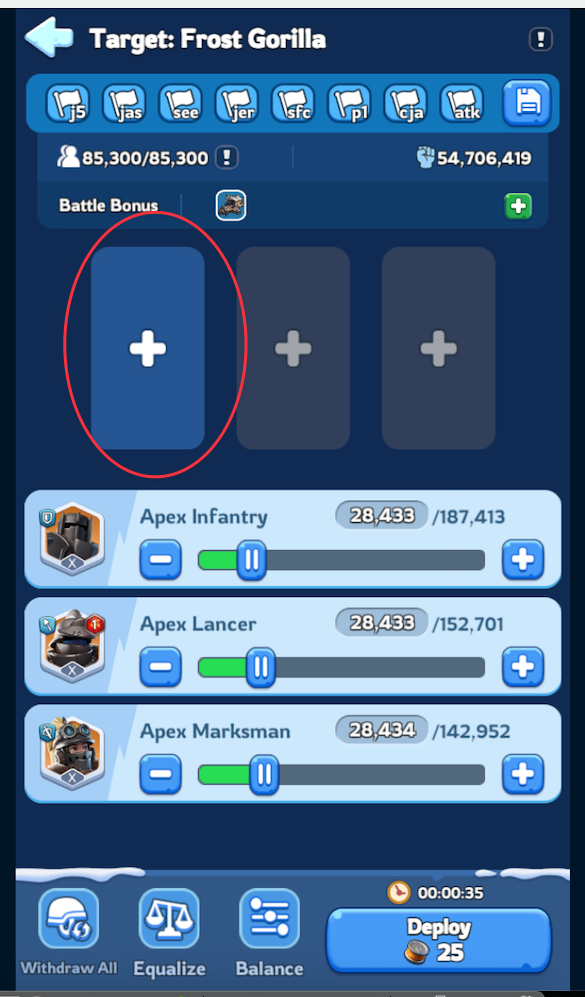 Target: Frost Gorilla !
j5 jas see jer sfc p1 cja atk
85,300/85,300 ! 54,706,419
Battle Bonus
Apex Infantry 28,433 /187,413
X
Apex Lancer 28,433 /152,701
X
Apex Marksman 28,434 /142,952
X
00:00:35
Deploy
25
Withdraw All Equalize Balance